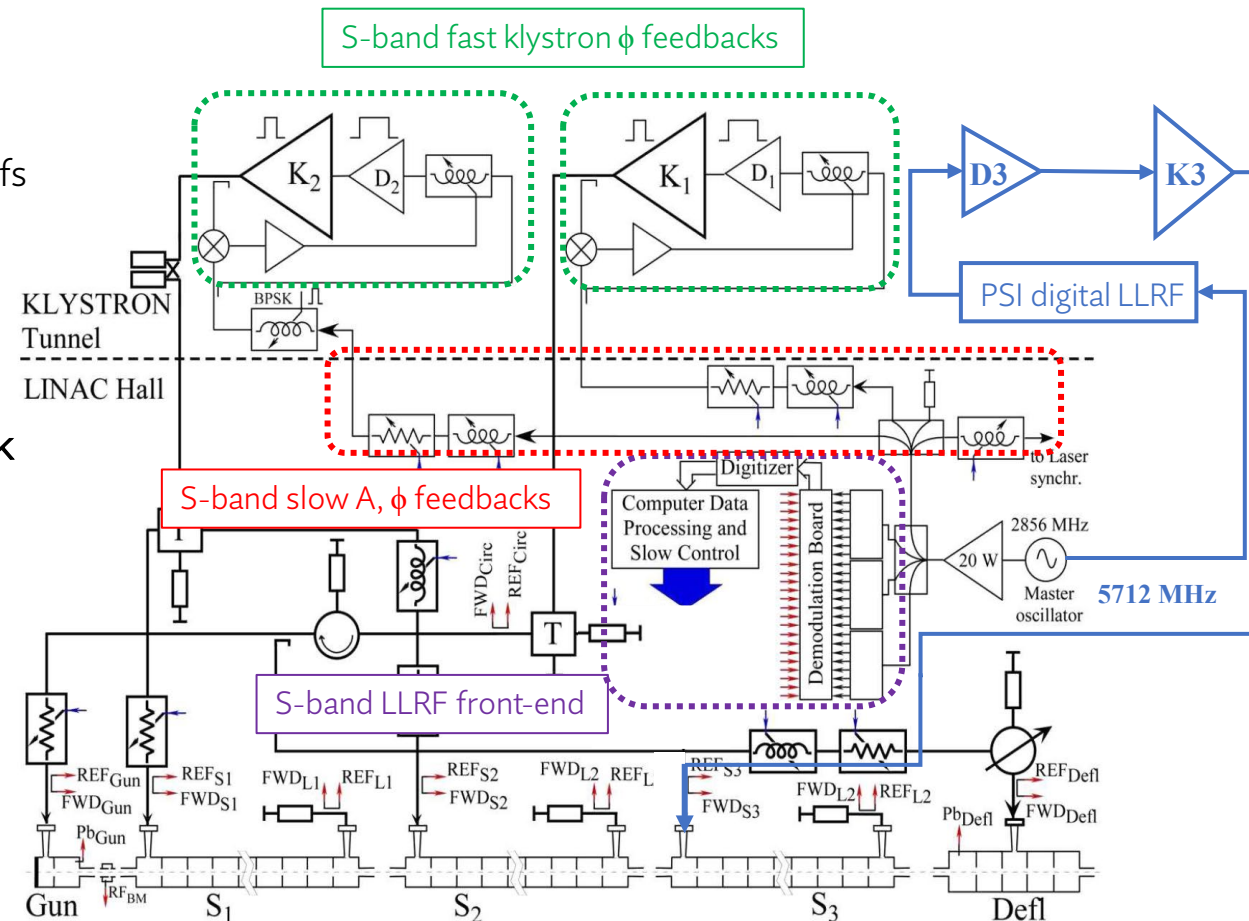 S-band fast klystron ϕ feedbacks
fs
K2
D2
K1
D1
D3
K3
PSI digital LLRF
BPSK
KLYSTRON
Tunnel
LINAC Hall
k
to Laser
synchr.
S-band slow A, ϕ feedbacks
Digitizer
Computer Data
Processing and
Slow Control
Demodulation Board
20 W
2856 MHz
Master
oscillator
5712 MHz
FWDCirc
REFCirc
T
S-band LLRF front-end
REFGun
FWDGun
PbGun
REFS1
FWDS1
FWDL1
REFL1
REFS2
FWDS2
FWDL2
REFL
REFS3
FWDS3
FWDL2
REFL2
REFDefl
FWDDefl
PbDefl
RFBM
Gun
S1
S2
S3
Defl